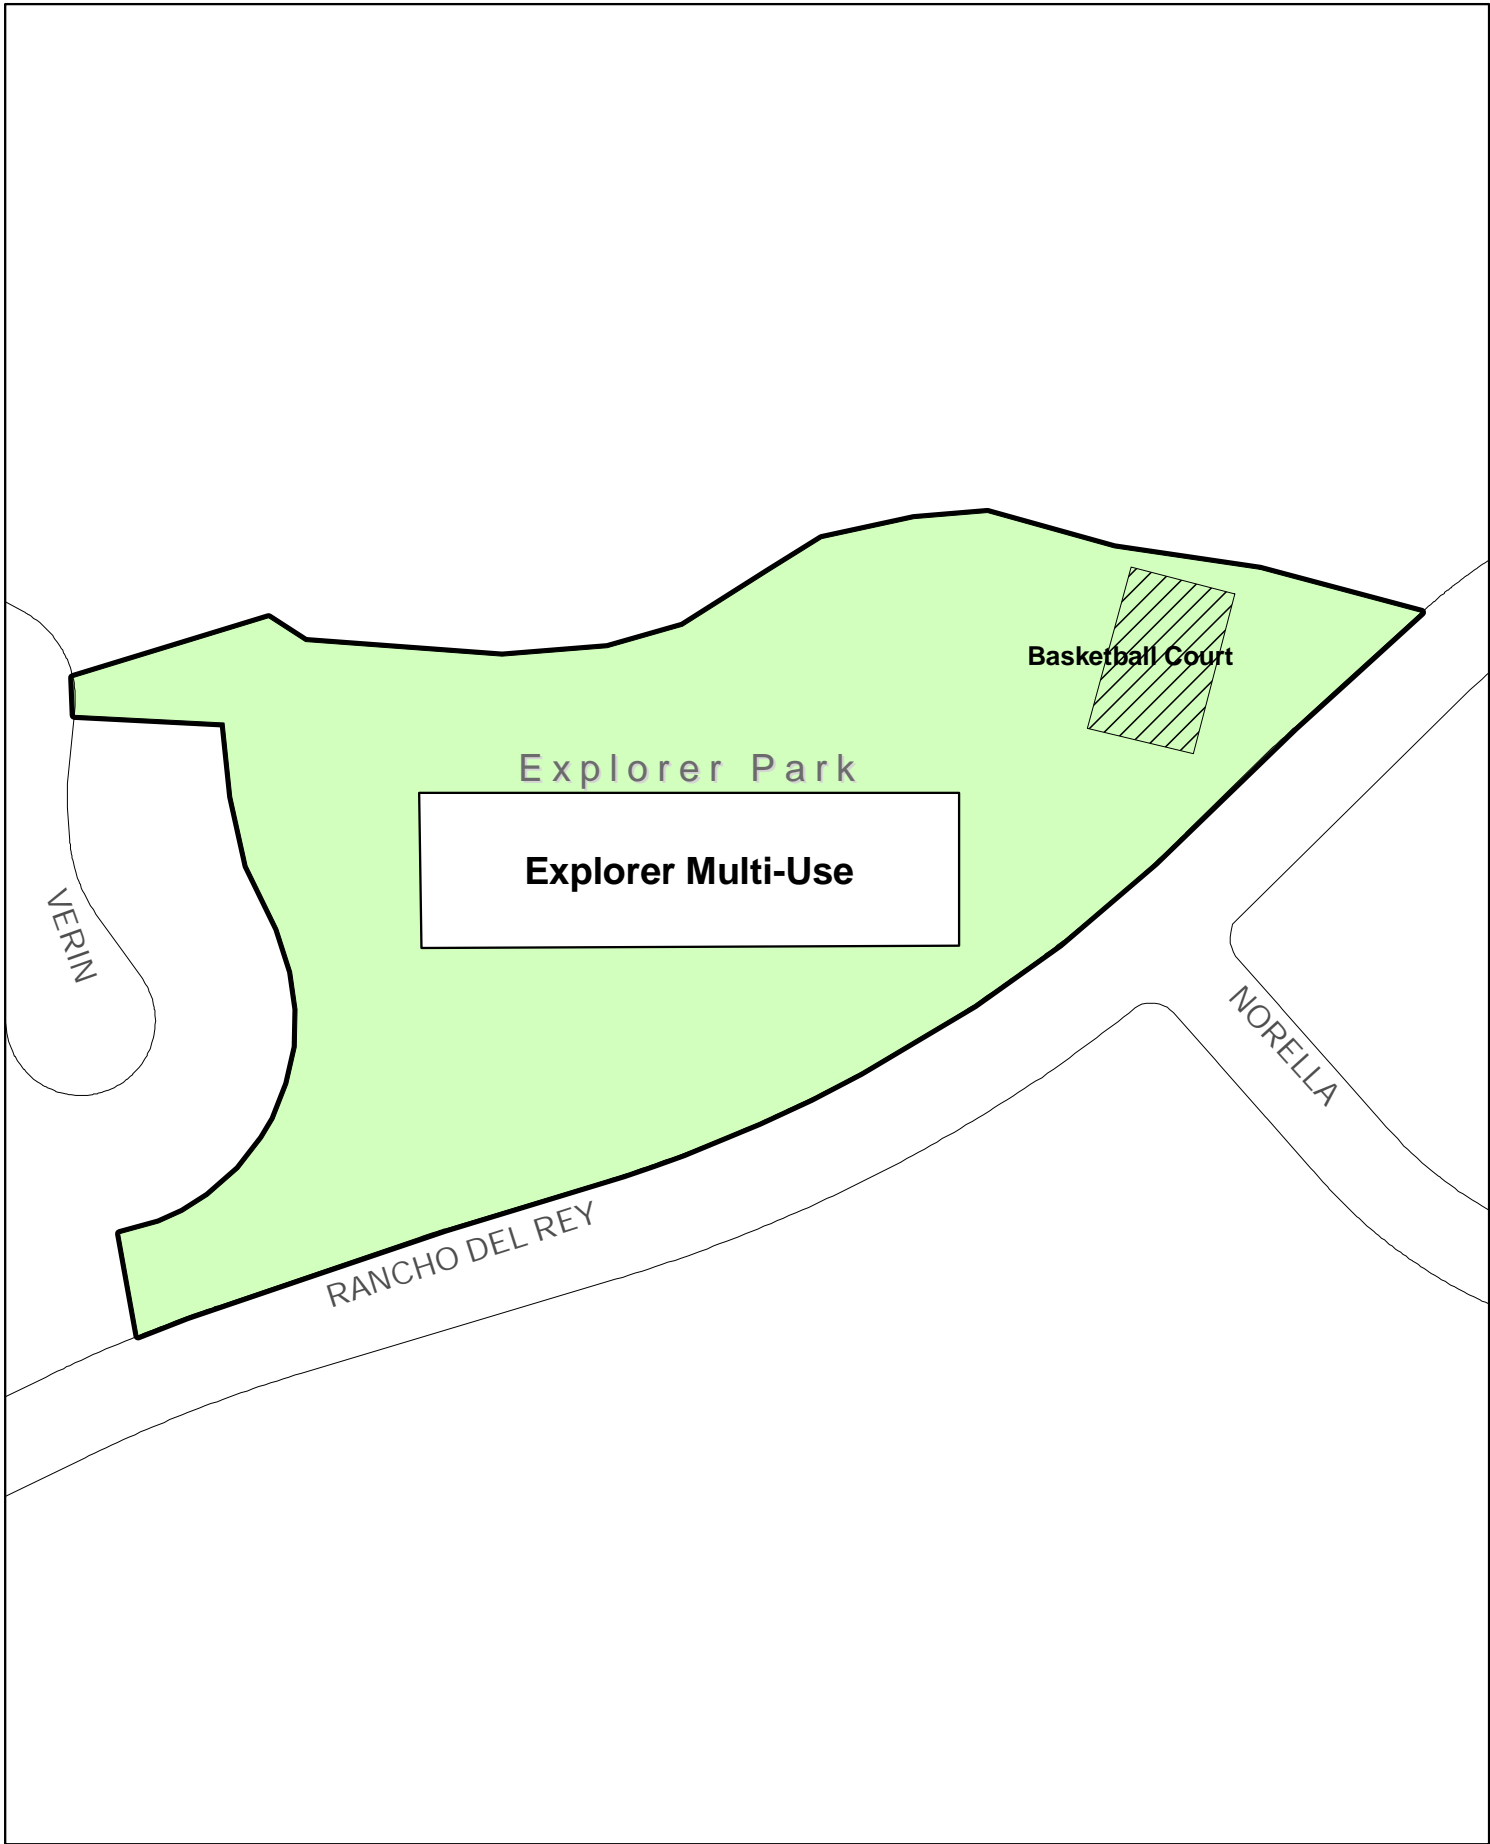 Basketball Court
Explorer Park
Explorer Multi-Use
VERIN
NORELLA
RANCHO DEL REY